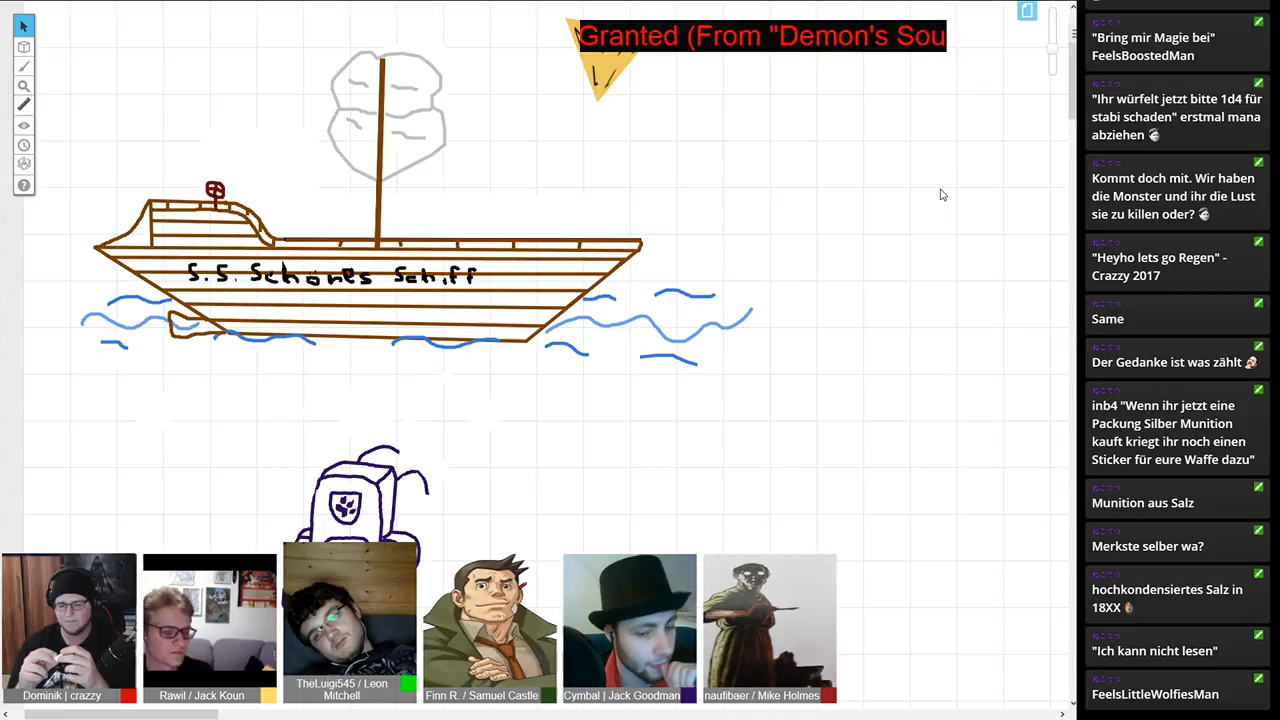 Granted (From "Demon's Sou
S.S. Schönes Schiff
"Bring mir Magie bei"
FeelsBoostedMan
"Ihr würfelt jetzt bitte 1d4 für
stabi schaden" erstmal mana
abziehen
Kommt doch mit. Wir haben
die Monster und ihr die Lust
sie zu killen oder?
"Heyho lets go Regen" -
Crazzy 2017
Same
Der Gedanke ist was zählt
inb4 "Wenn ihr jetzt eine
Packung Silber Munition
kauft kriegt ihr noch einen
Sticker für eure Waffe dazu"
Munition aus Salz
Merkste selber wa?
hochkondensiertes Salz in
18XX
"Ich kann nicht lesen"
FeelsLittleWolfiesMan
Dominik | crazzy
Rawil / Jack Koun
TheLuigi545 / Leon
Mitchell
Finn R. / Samuel Castle
Cymbal | Jack Goodman
naufibaer / Mike Holmes